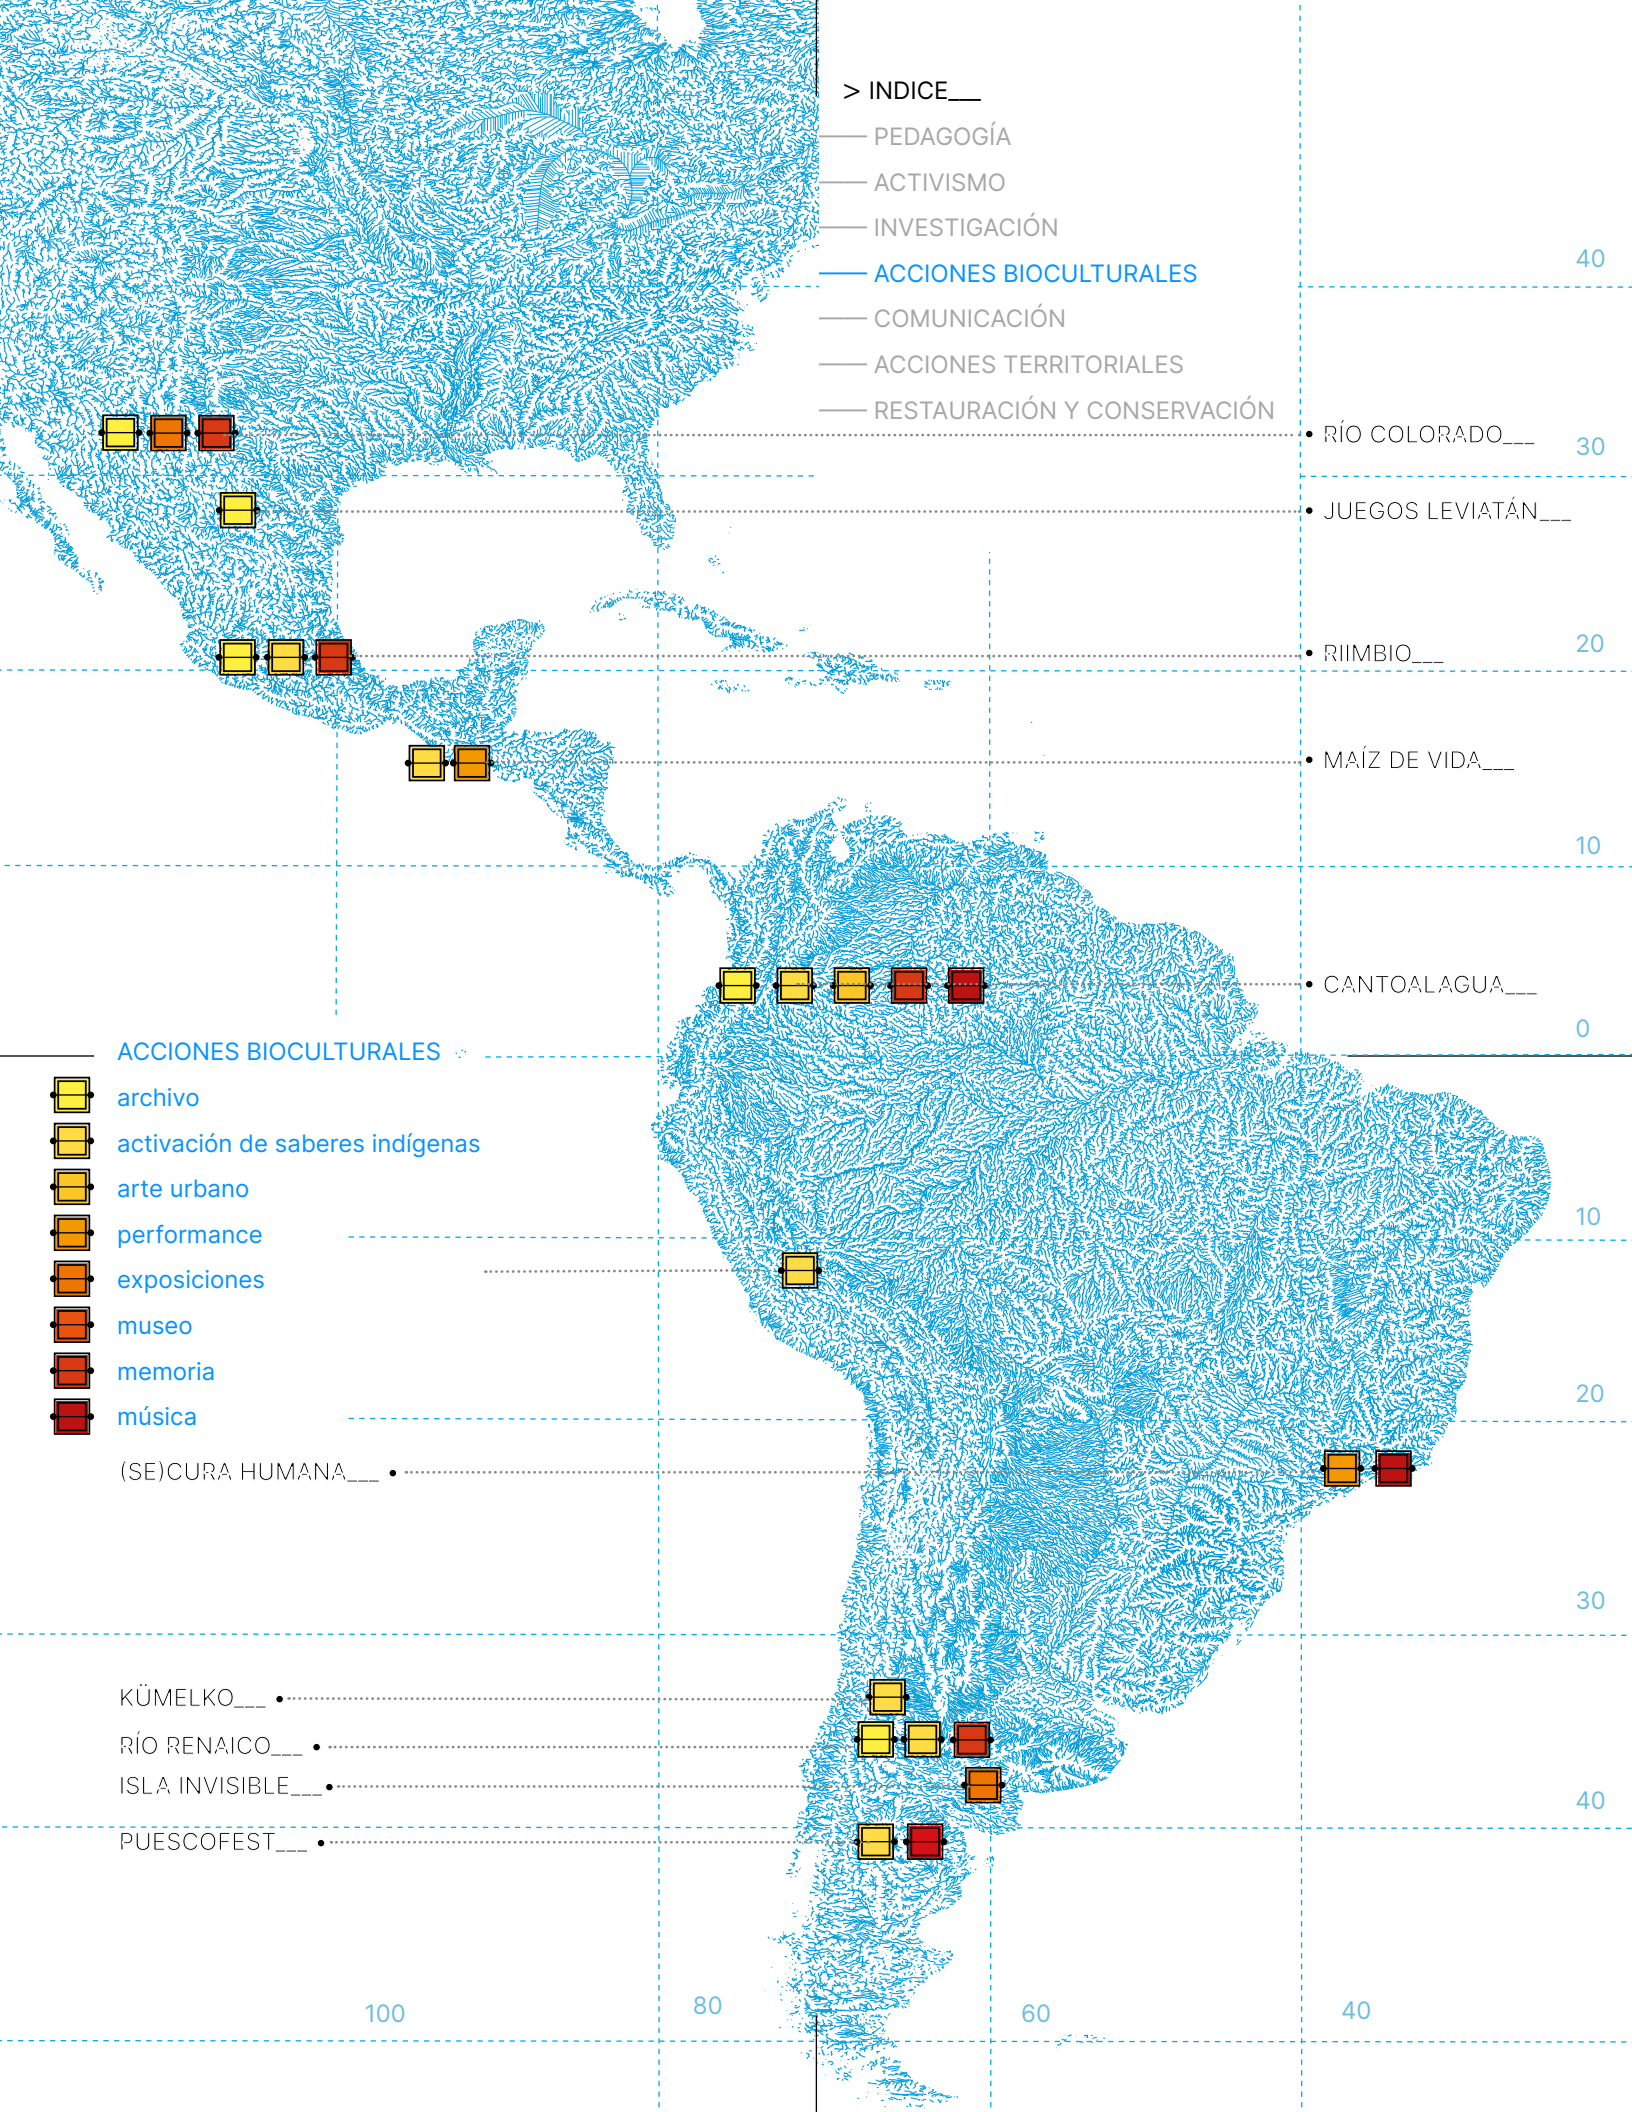 > INDICE___
PEDAGOGÍA
ACTIVISMO
INVESTIGACIÓN
ACCIONES BIOCULTURALES
COMUNICACIÓN
ACCIONES TERRITORIALES
RESTAURACIÓN Y CONSERVACIÓN
40
RÍO COLORADO___
30
JUEGOS LEVIATÁN___
20
RIIMBIO___
MAÍZ DE VIDA___
10
CANTOALAGUA___
0
ACCIONES BIOCULTURALES
archivo
activación de saberes indígenas
arte urbano
performance
exposiciones
museo
memoria
música
10
20
(SE)CURA HUMANA___
30
KÜMELKO___
RÍO RENAICO___
ISLA INVISIBLE___
40
PUESCOFEST___
100
80
60
40